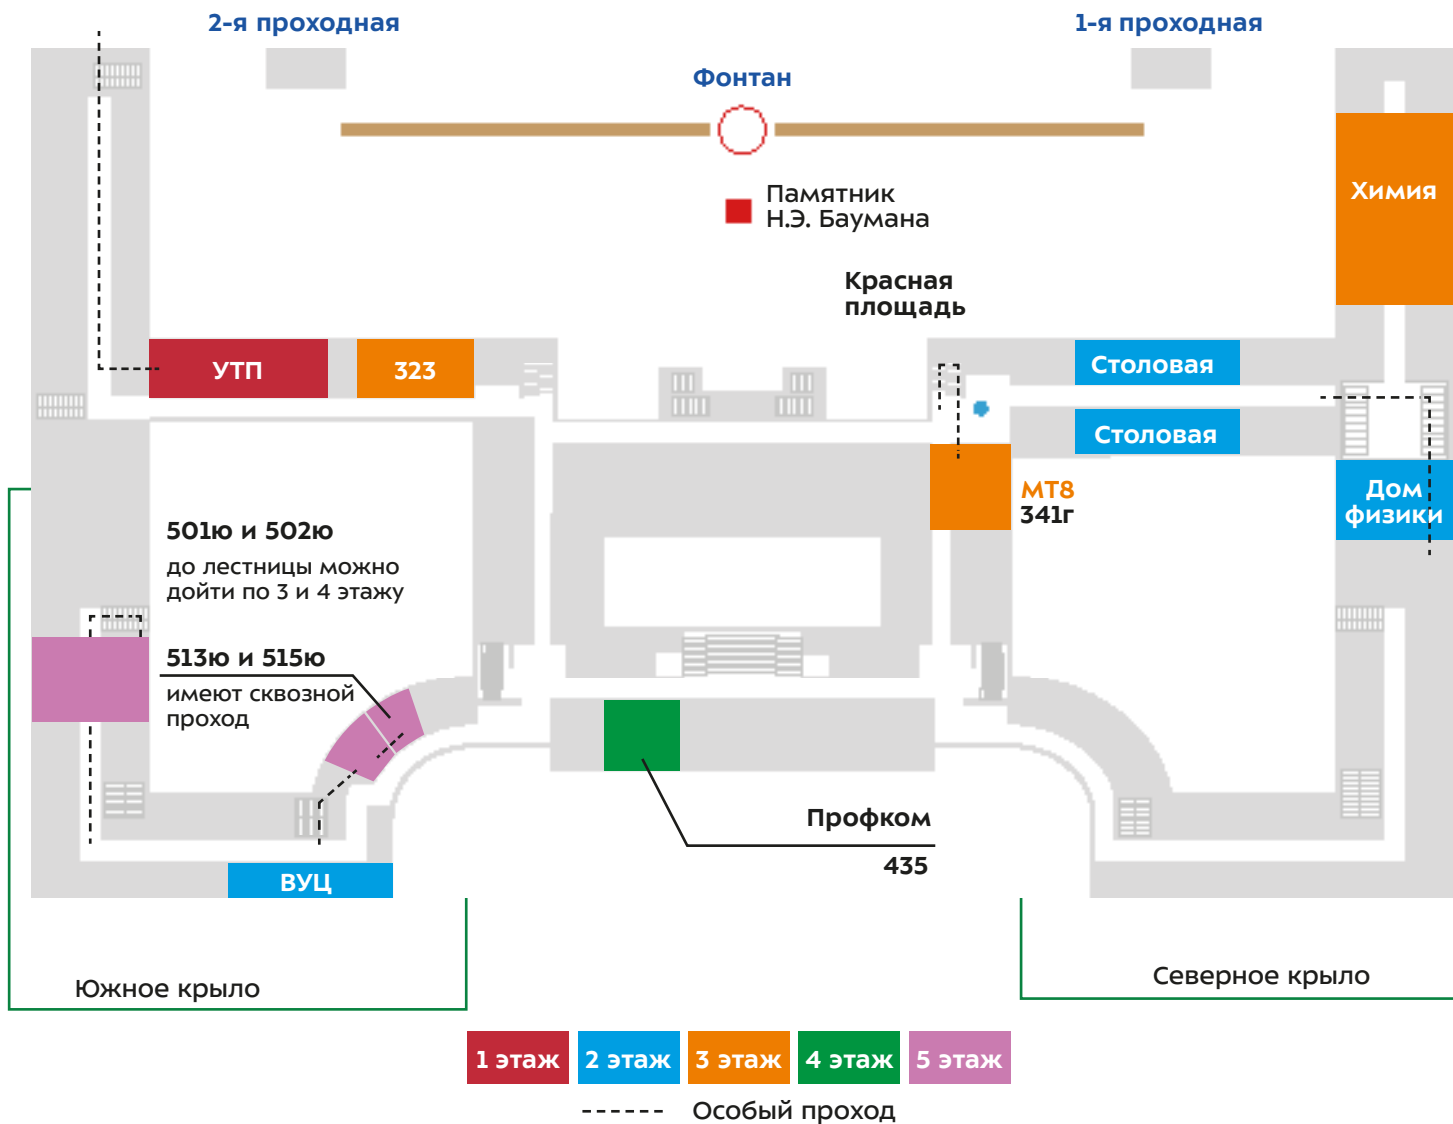 2-я проходная
1-я проходная
Фонтан
Памятник
Н.Э. Баумана
Химия
Красная
площадь
УТП
323
Столовая
Столовая
МТ8
341г
Дом
физики
501ю и 502ю
до лестницы можно
дойти по 3 и 4 этажу
513ю и 515ю
имеют сквозной
проход
Профком
435
ВУЦ
Южное крыло
Северное крыло
1 этаж
2 этаж
3 этаж
4 этаж
5 этаж
Особый проход